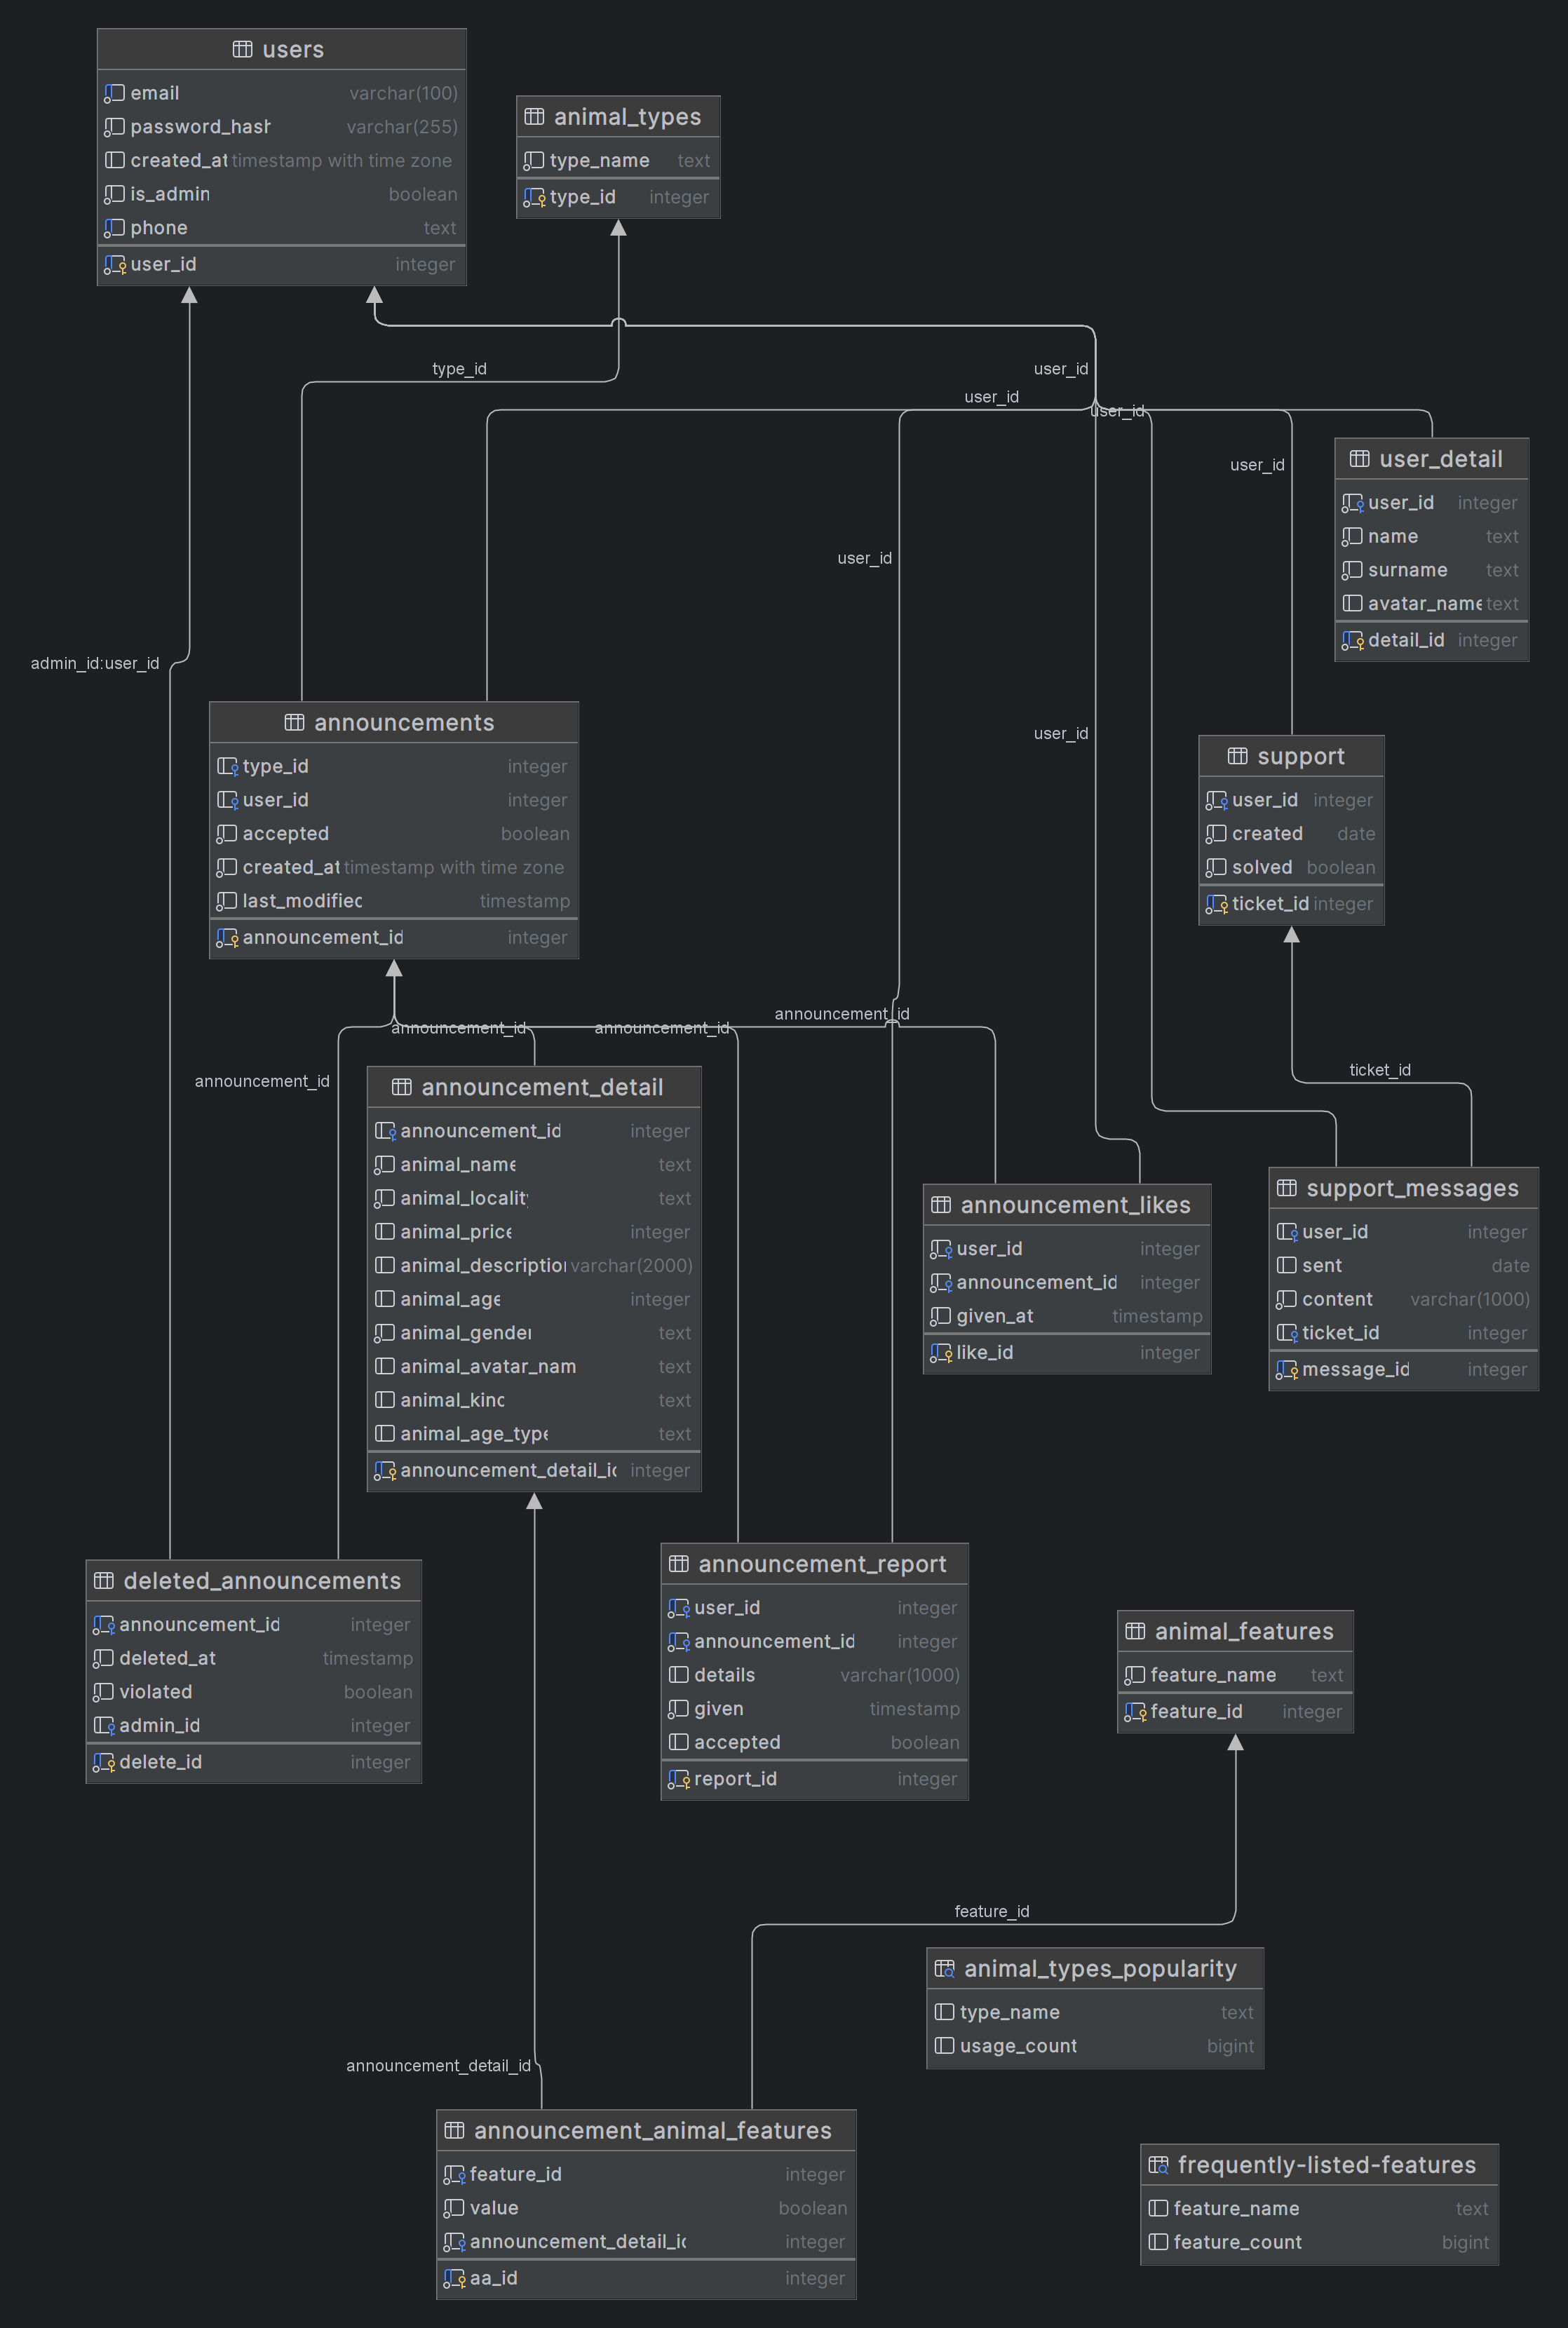 users
email varchar(100)
password_hash varchar(255)
created_at timestamp with time zone
is_admin boolean
phone text
user_id integer
animal_types
type_name text
type_id integer
type_id
user_id
user_id
user_id
user_id
user_id
user_id
admin_id:user_id
user_detail
user_id integer
name text
surname text
avatar_name text
detail_id integer
announcements
type_id integer
user_id integer
accepted boolean
created_at timestamp with time zone
last_modified timestamp
announcement_id integer
support
user_id integer
created date
solved boolean
ticket_id integer
announcement_id
announcement_id
announcement_id
announcement_id
ticket_id
announcement_detail
announcement_id integer
animal_name text
animal_locality text
animal_price integer
animal_description varchar(2000)
animal_age integer
animal_gender text
animal_avatar_nam text
animal_kind text
animal_age_type text
announcement_detail_id integer
announcement_likes
user_id integer
announcement_id integer
given_at timestamp
like_id integer
support_messages
user_id integer
sent date
content varchar(1000)
ticket_id integer
message_id integer
deleted_announcements
announcement_id integer
deleted_at timestamp
violated boolean
admin_id integer
delete_id integer
announcement_report
user_id integer
announcement_id integer
details varchar(1000)
given timestamp
accepted boolean
report_id integer
animal_features
feature_name text
feature_id integer
feature_id
animal_types_popularity
type_name text
usage_count bigint
announcement_detail_id
announcement_animal_features
feature_id integer
value boolean
announcement_detail_id integer
aa_id integer
frequently-listed-features
feature_name text
feature_count bigint